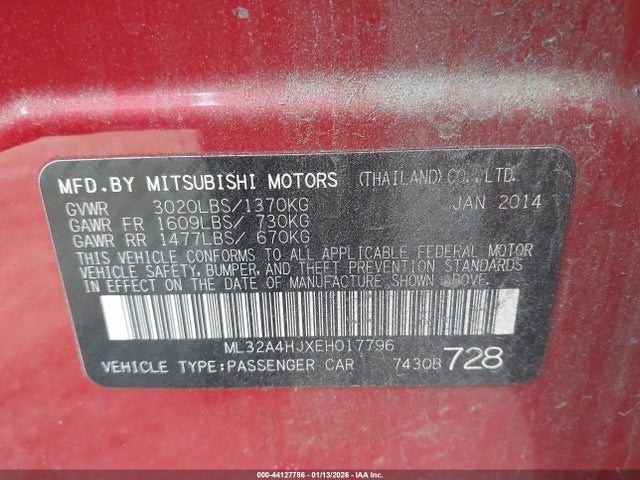 MFD.BY MITSUBISHI MOTORS (THAILAND) CO.,LTD.
GVWR 3020LBS/1370KG JAN 2014
GAWR FR 1609LBS/ 730KG
GAWR RR 1477LBS/ 670KG
THIS VEHICLE CONFORMS TO ALL APPLICABLE FEDERAL MOTOR
VEHICLE SAFETY, BUMPER, AND THEFT PREVENTION STANDARDS
IN EFFECT ON THE DATE OF MANUFACTURE SHOWN ABOVE.
ML32A4HJXEH017796
VEHICLE TYPE:PASSENGER CAR 7430B 728
000-44127786 - 01/13/2026 - IAA Inc.